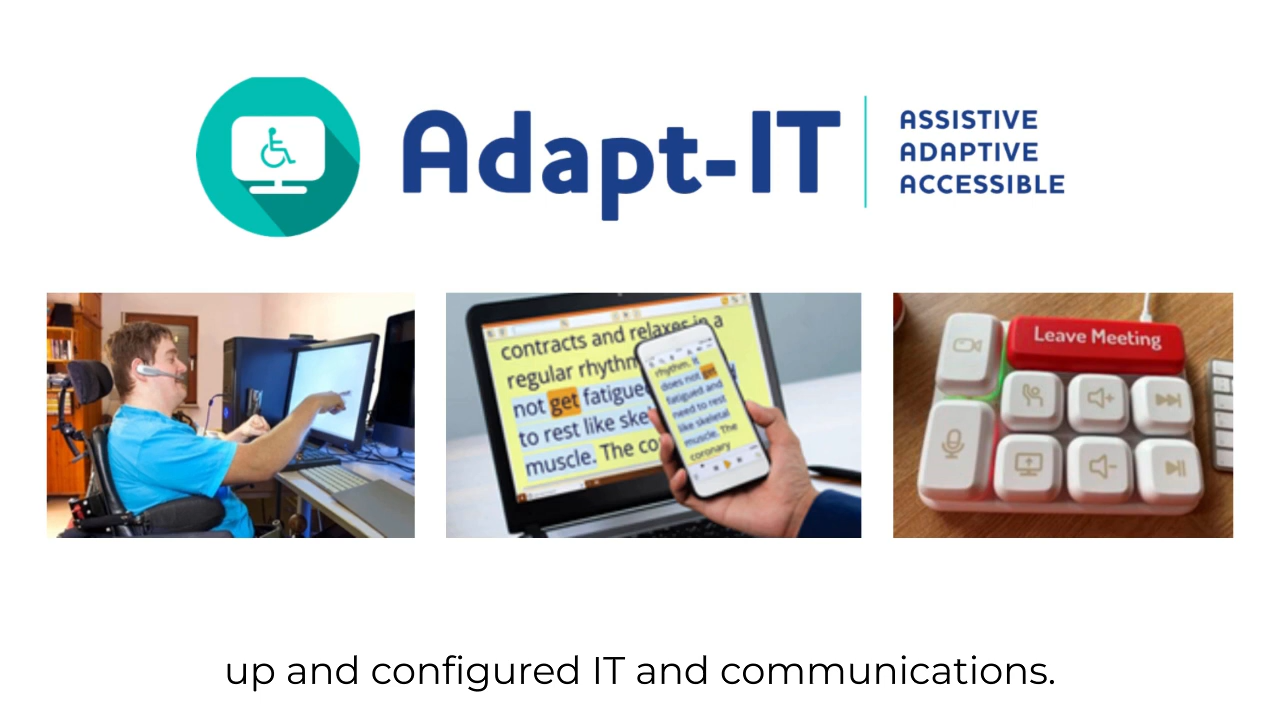 Adapt-IT
ASSISTIVE
ADAPTIVE
ACCESSIBLE
contracts and relaxes in a
regular rhythm
not get fatigued
to rest like ske
muscle. The co
rhythm. It
does not get
fatigued and
need to rest
like skeletal
muscle. The
coronary
Leave Meeting
up and configured IT and communications.